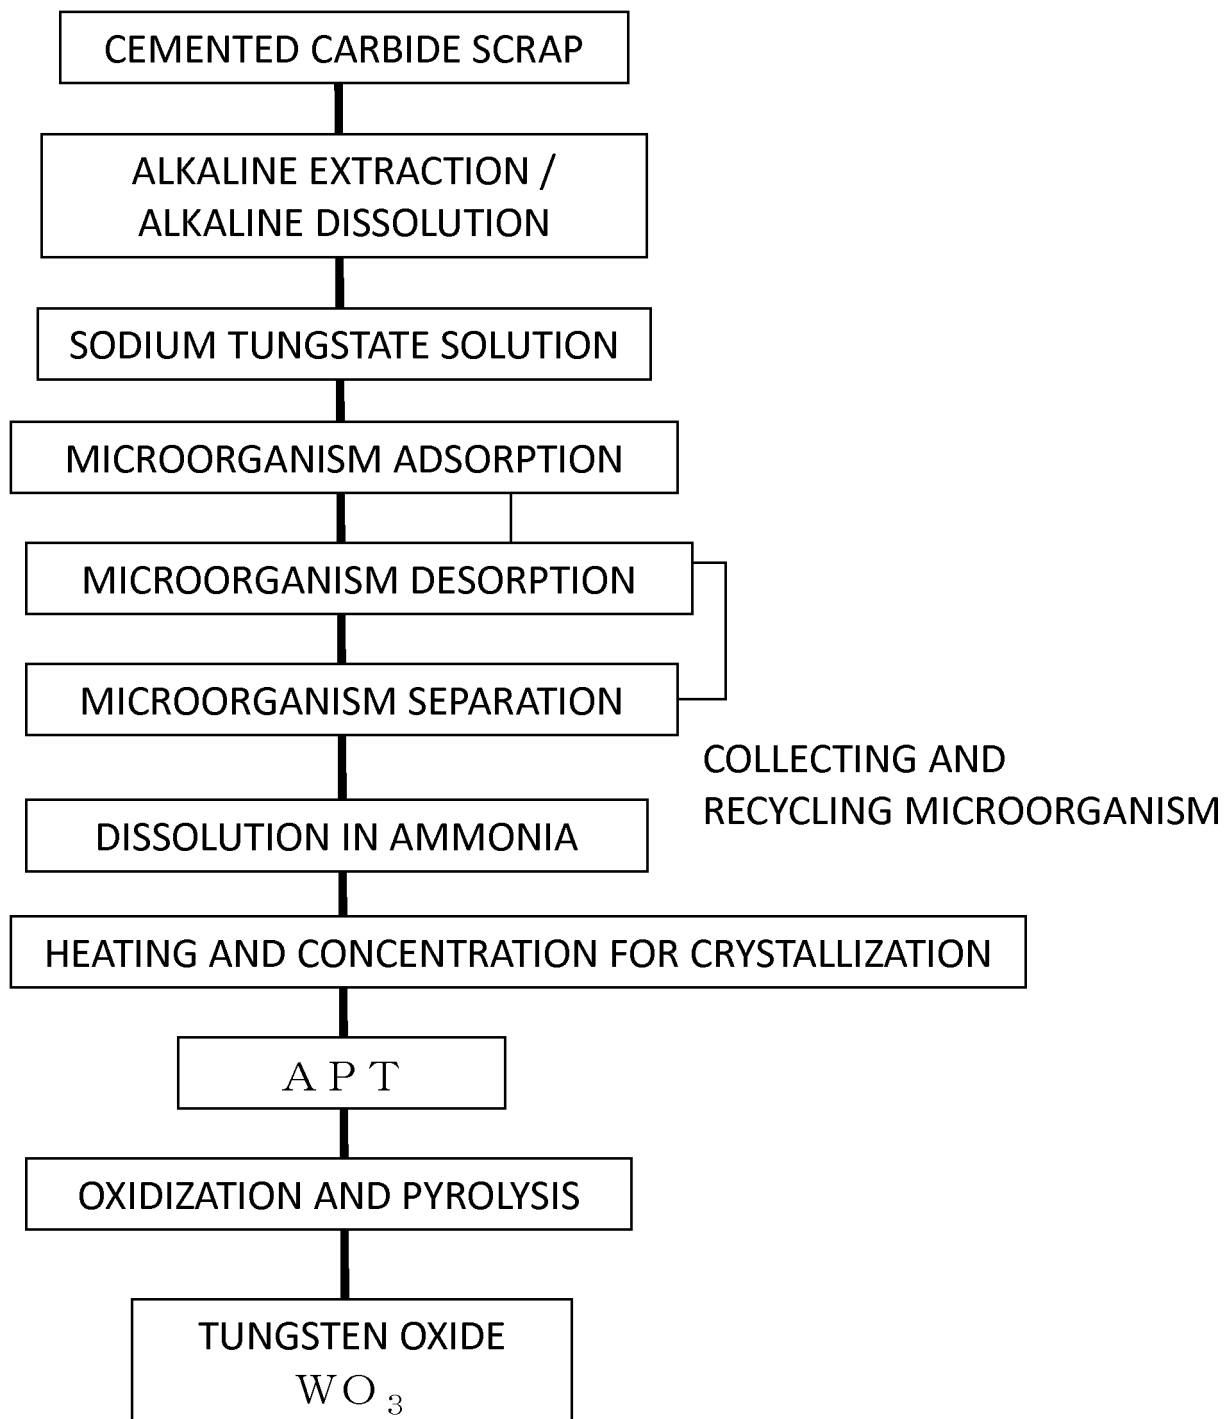 CEMENTED CARBIDE SCRAP
ALKALINE EXTRACTION /
ALKALINE DISSOLUTION
SODIUM TUNGSTATE SOLUTION
MICROORGANISM ADSORPTION
MICROORGANISM DESORPTION
MICROORGANISM SEPARATION
COLLECTING AND
RECYCLING MICROORGANISM
DISSOLUTION IN AMMONIA
HEATING AND CONCENTRATION FOR CRYSTALLIZATION
APT
OXIDIZATION AND PYROLYSIS
TUNGSTEN OXIDE
WO₃